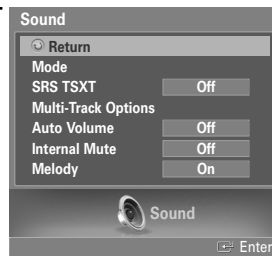 Sound
Return
Mode
SRS TSXT Off
Multi-Track Options
Auto Volume Off
Internal Mute Off
Melody On
Sound
Enter